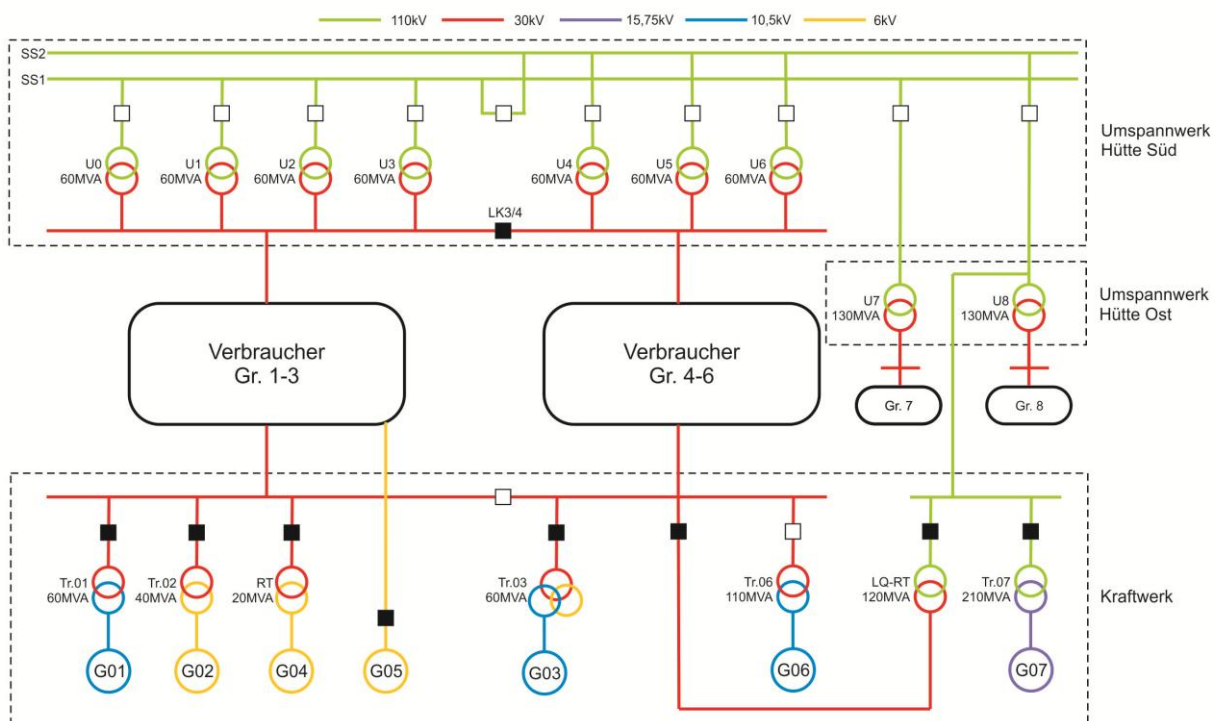 110kV
30kV
15,75kV
10,5kV
6kV
SS2
SS1
U0
60MVA
U1
60MVA
U2
60MVA
U3
60MVA
U4
60MVA
U5
60MVA
U6
60MVA
Umspannwerk
Hütte Süd
LK3/4
U7
130MVA
U8
130MVA
Umspannwerk
Hütte Ost
Verbraucher
Gr. 1-3
Verbraucher
Gr. 4-6
Gr. 7
Gr. 8
Tr.01
60MVA
Tr.02
40MVA
RT
20MVA
Tr.03
60MVA
Tr.06
110MVA
LQ-RT
120MVA
Tr.07
210MVA
Kraftwerk
G01
G02
G04
G05
G03
G06
G07